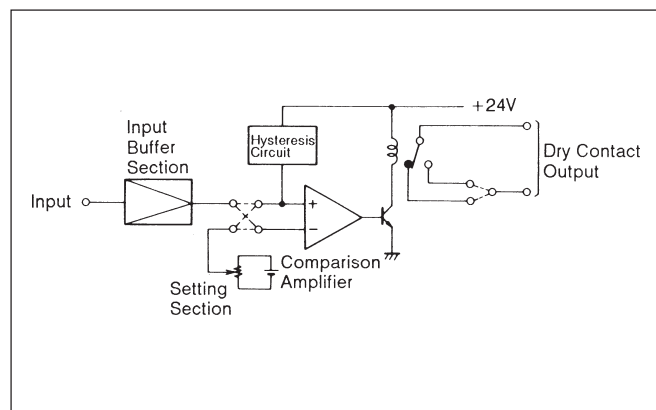 +24V
Input
Buffer
Section
Hysteresis
Circuit
Dry Contact
Output
Input
+
−
Comparison
Amplifier
Setting
Section